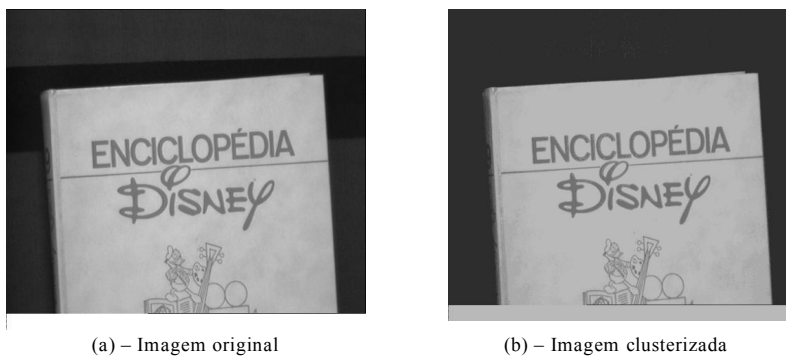 ENCICLOPÉDIA
DISNEY
ENCICLOPÉDIA
DISNEY
(a) – Imagem original
(b) – Imagem clusterizada